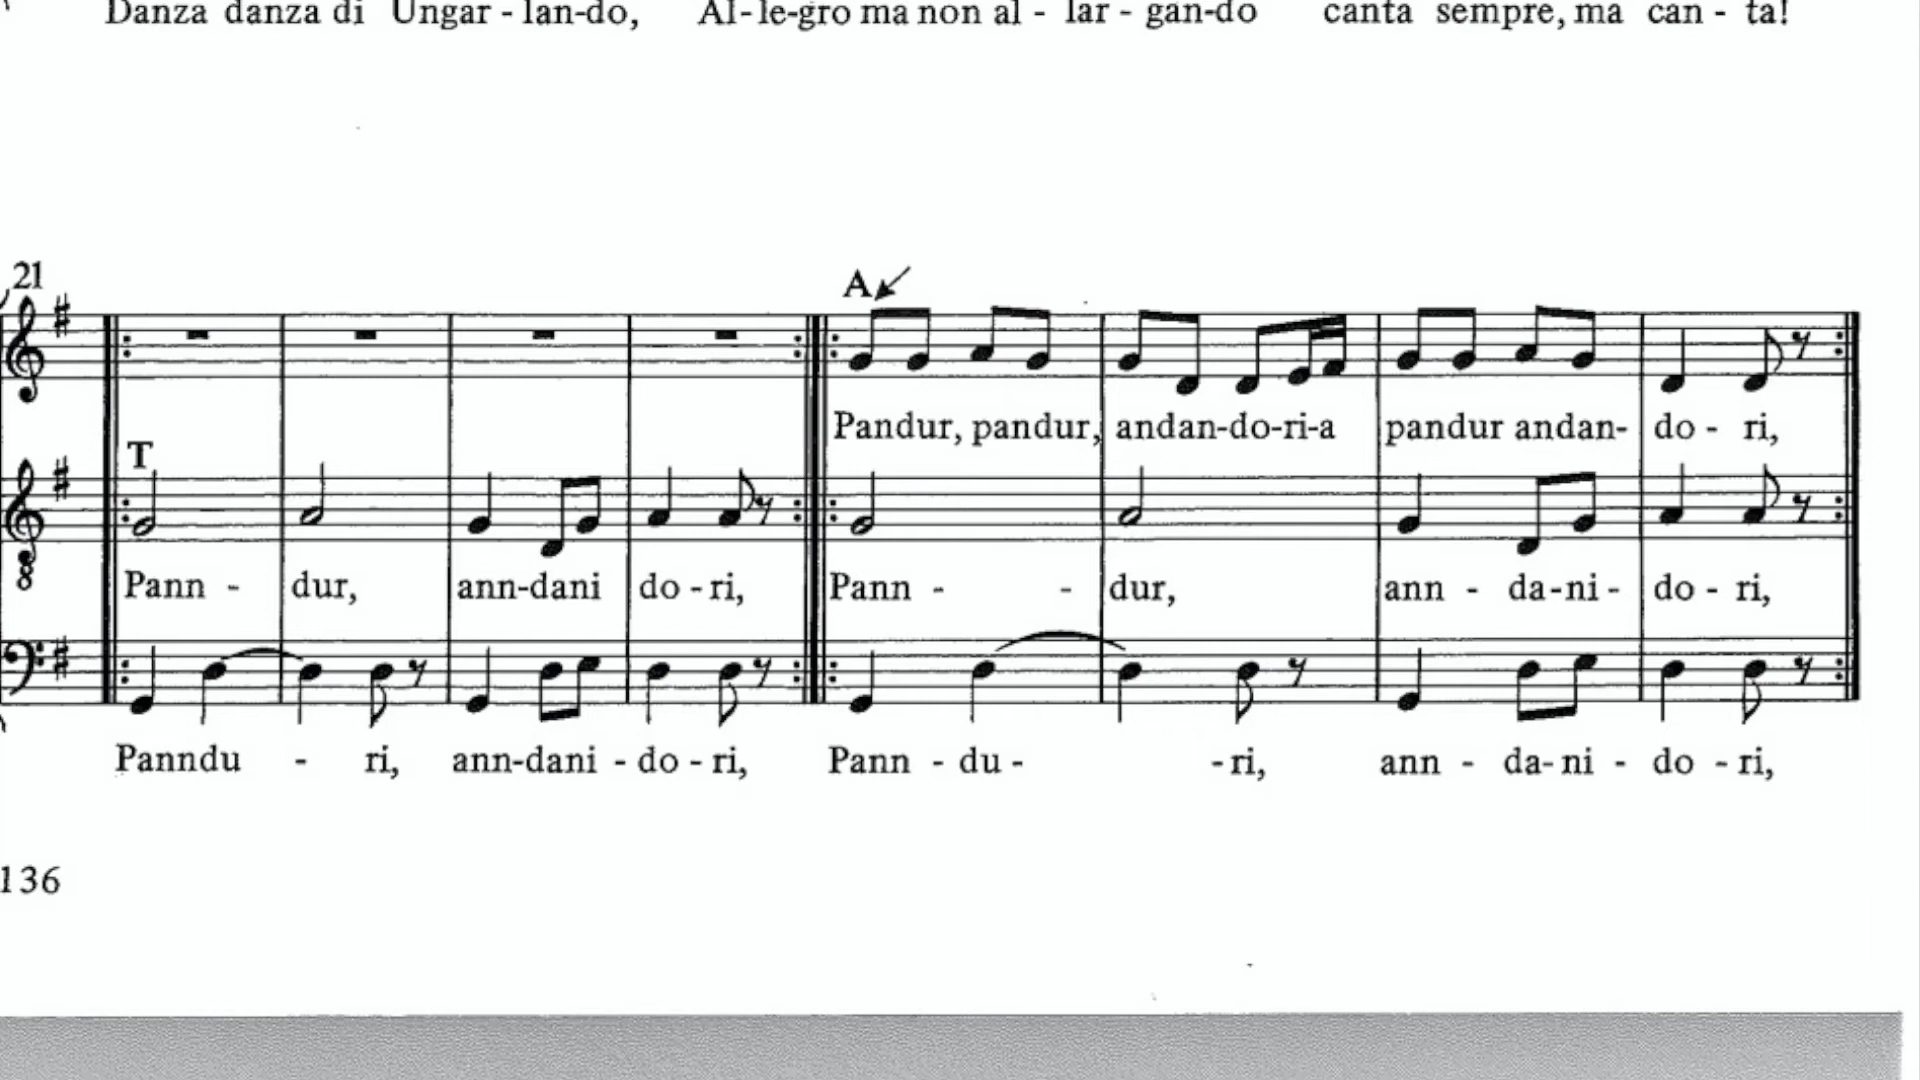 Danza danza di Ungar - lan-do, Al-le-gro ma non al - lar - gan-do canta sempre, ma can - ta!
21
A
Pandur, pandur, andan-do-ri-a pandur andan- do - ri,
T
8
Pann - dur, ann-dani do - ri, Pann - - dur, ann - da-ni- do - ri,
Panndu - ri, ann-dani - do - ri, Pann - du - - ri, ann - da- ni - do - ri,
136